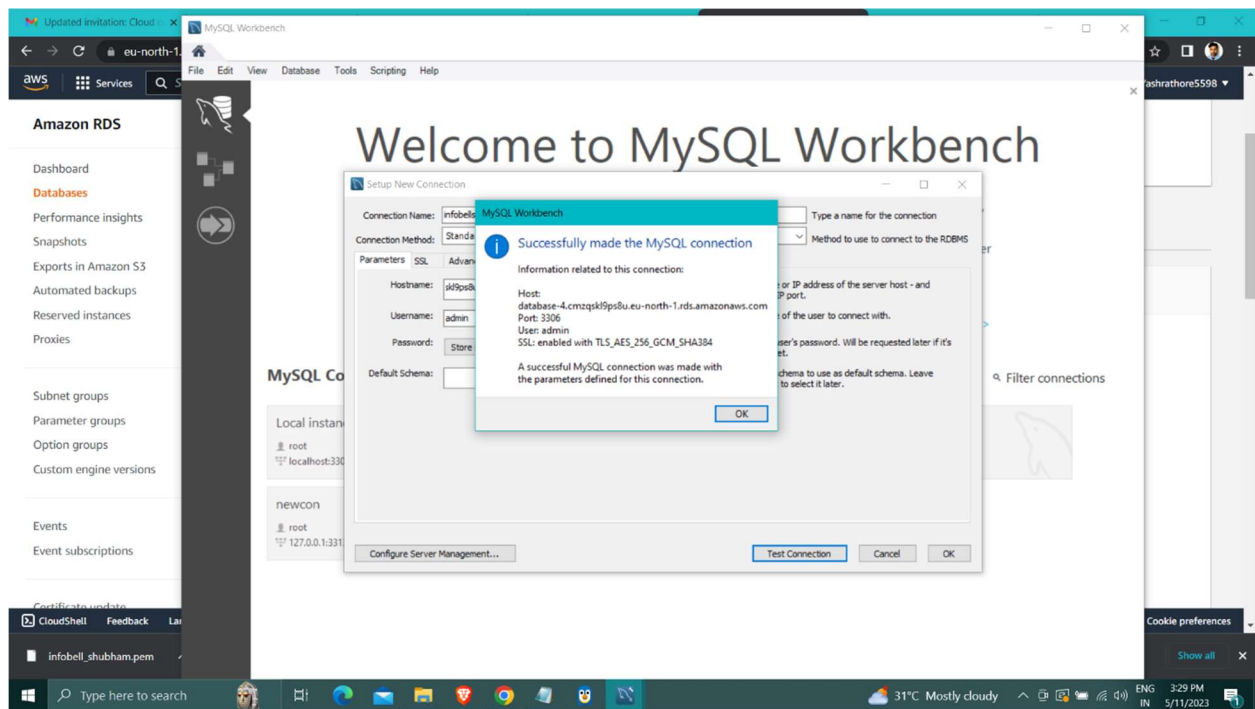 Updated invitation: Cloud
MySQL Workbench
eu-north-1.
File Edit View Database Tools Scripting Help
aws
Services
ashrathore5598
Amazon RDS
Dashboard
Databases
Performance insights
Snapshots
Exports in Amazon S3
Automated backups
Reserved instances
Proxies
Subnet groups
Parameter groups
Option groups
Custom engine versions
Events
Event subscriptions
Certificate update
CloudShell Feedback Lar
infobell_shubham.pem
Welcome to MySQL Workbench
MySQL Co
Filter connections
Local instan
root
localhost:330
newcon
root
127.0.0.1:331
Setup New Connection
Connection Name: infobells
Type a name for the connection
Connection Method: Standa
Method to use to connect to the RDBMS
Parameters SSL Advan
Hostname: skl9ps8u
or IP address of the server host - and
IP port.
Username: admin
of the user to connect with.
Password: Store
user's password. Will be requested later if it's
et.
Default Schema:
chema to use as default schema. Leave
to select it later.
Configure Server Management...
Test Connection Cancel OK
MySQL Workbench
Successfully made the MySQL connection
Information related to this connection:
Host:
database-4.cmzqskl9ps8u.eu-north-1.rds.amazonaws.com
Port: 3306
User: admin
SSL: enabled with TLS_AES_256_GCM_SHA384
A successful MySQL connection was made with
the parameters defined for this connection.
OK
er
Cookie preferences
Show all
Type here to search
31°C Mostly cloudy
ENG
IN
3:29 PM
5/11/2023